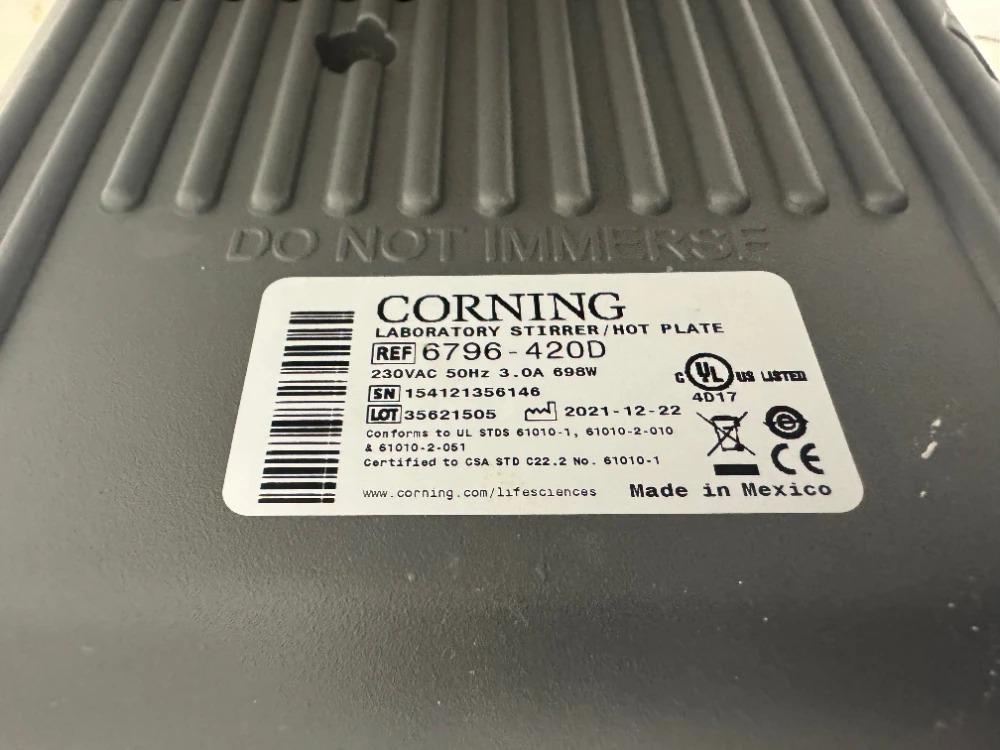 DO NOT IMMERSE
CORNING
LABORATORY STIRRER/HOT PLATE
REF 6796-420D
230VAC 50Hz 3.0A 698W
SN 154121356146
LOT 35621505 2021-12-22
C UL US LISTED
4D17
Conforms to UL STDS 61010-1, 61010-2-010
& 61010-2-051
Certified to CSA STD C22.2 No. 61010-1
CE
www.corning.com/lifesciences Made in Mexico